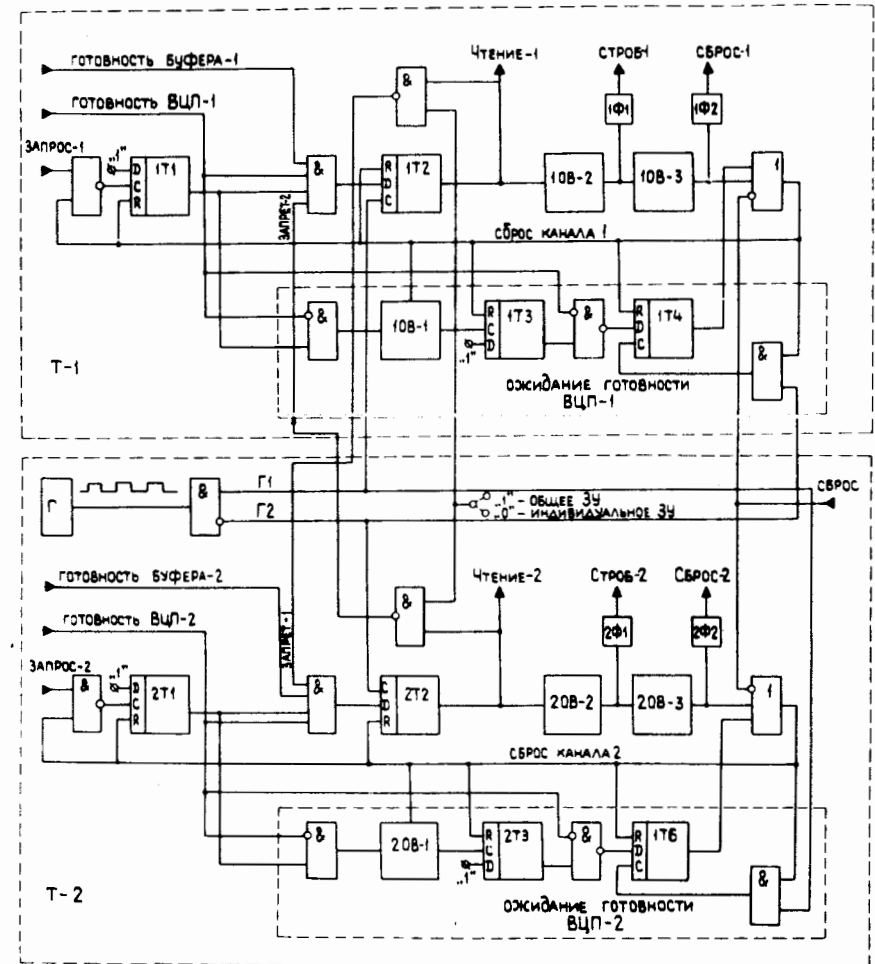 ГОТОВНОСТЬ БУФЕРА-1
ЧТЕНИЕ-1
СТРОБ-1
СБРОС-1
&
1Ф1
1Ф2
ГОТОВНОСТЬ ВЦП-1
ЗАПРОС-1
„1"
D
C
R
1Т1
&
ЗАПРЕТ-2
R
D
C
1Т2
1ОВ-2
1ОВ-3
1
СБРОС КАНАЛА 1
&
1ОВ-1
R
C
D
1Т3
„1"
&
R
D
C
1Т4
&
Т-1
ОЖИДАНИЕ ГОТОВНОСТИ
ВЦП-1
Г
&
Г1
Г2
„1" - ОБЩЕЕ ЗУ
„0" - ИНДИВИДУАЛЬНОЕ ЗУ
СБРОС
ГОТОВНОСТЬ БУФЕРА-2
ЧТЕНИЕ-2
СТРОБ-2
СБРОС-2
&
2Ф1
2Ф2
ГОТОВНОСТЬ ВЦП-2
ЗАПРЕТ-1
ЗАПРОС-2
&
„1"
D
C
R
2Т1
&
C
D
R
2Т2
2ОВ-2
2ОВ-3
1
СБРОС КАНАЛА 2
&
2ОВ-1
R
C
D
2Т3
„1"
&
R
D
C
1Т6
&
Т-2
ОЖИДАНИЕ ГОТОВНОСТИ
ВЦП-2